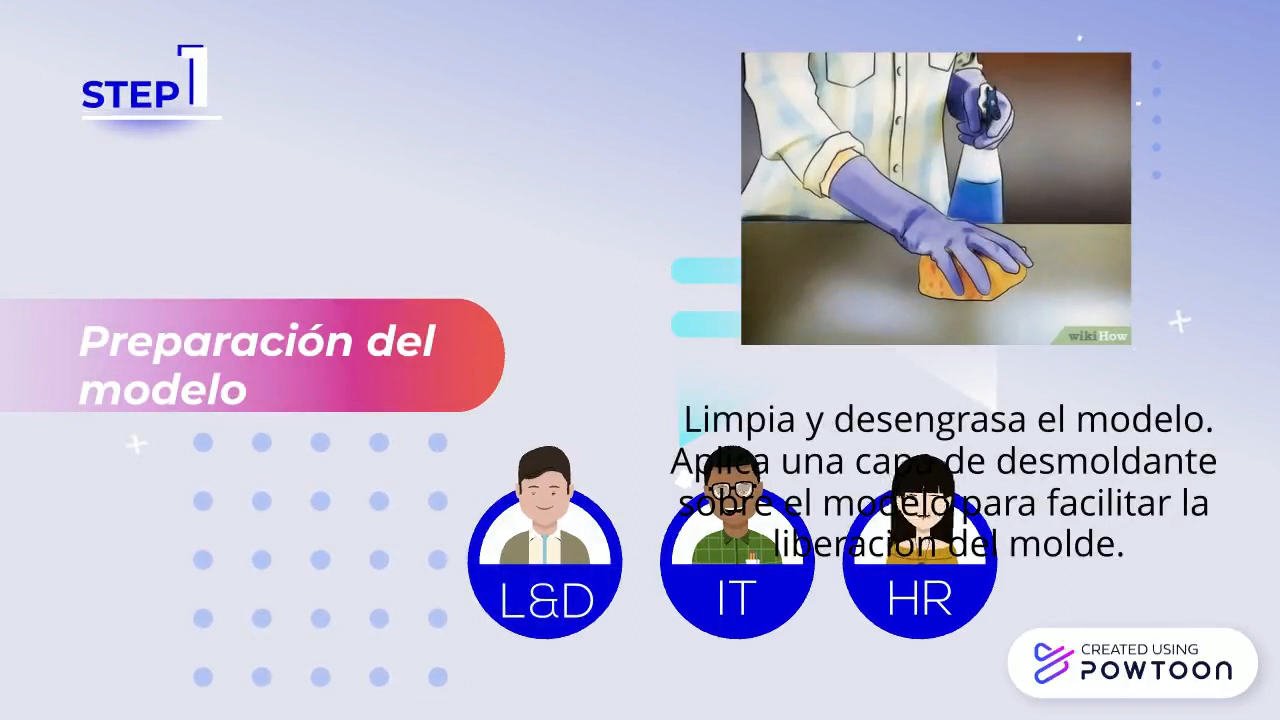 STEP 1
Preparación del
modelo
wikiHow
Limpia y desengrasa el modelo.
Aplica una capa de desmoldante
sobre el modelo para facilitar la
liberación del molde.
L&D
IT
HR
CREATED USING
POWTOON